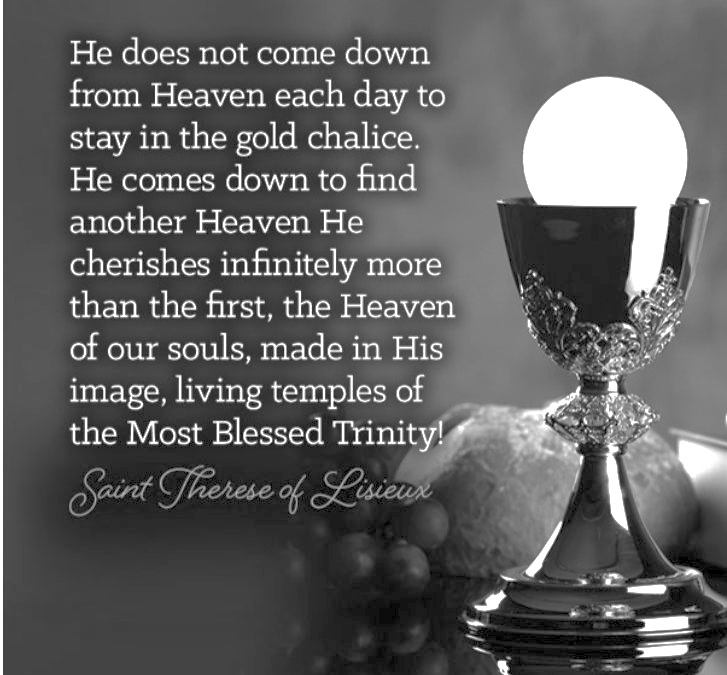 He does not come down
from Heaven each day to
stay in the gold chalice.
He comes down to find
another Heaven He
cherishes infinitely more
than the first, the Heaven
of our souls, made in His
image, living temples of
the Most Blessed Trinity!
Saint Therese of Lisieux